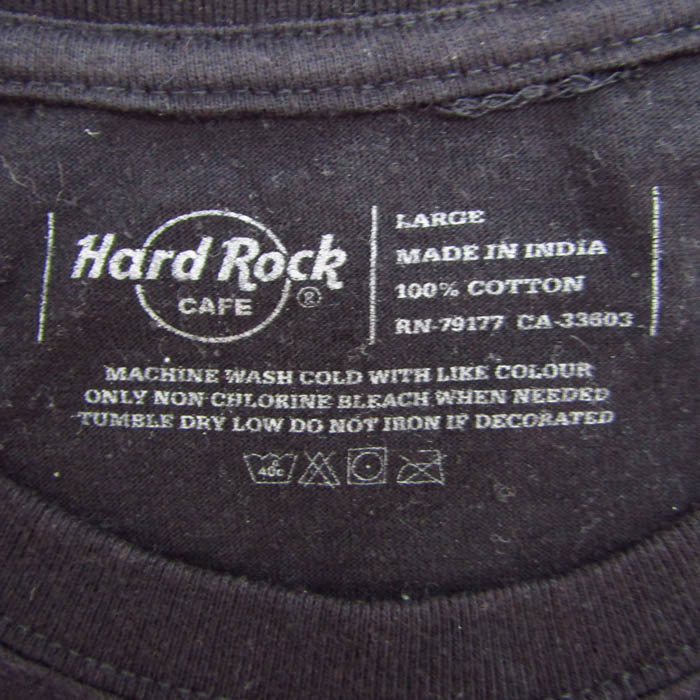 Hard Rock
CAFE ®
LARGE
MADE IN INDIA
100% COTTON
RN-79177 CA-33603
MACHINE WASH COLD WITH LIKE COLOUR
ONLY NON-CHLORINE BLEACH WHEN NEEDED
TUMBLE DRY LOW DO NOT IRON IF DECORATED
40c